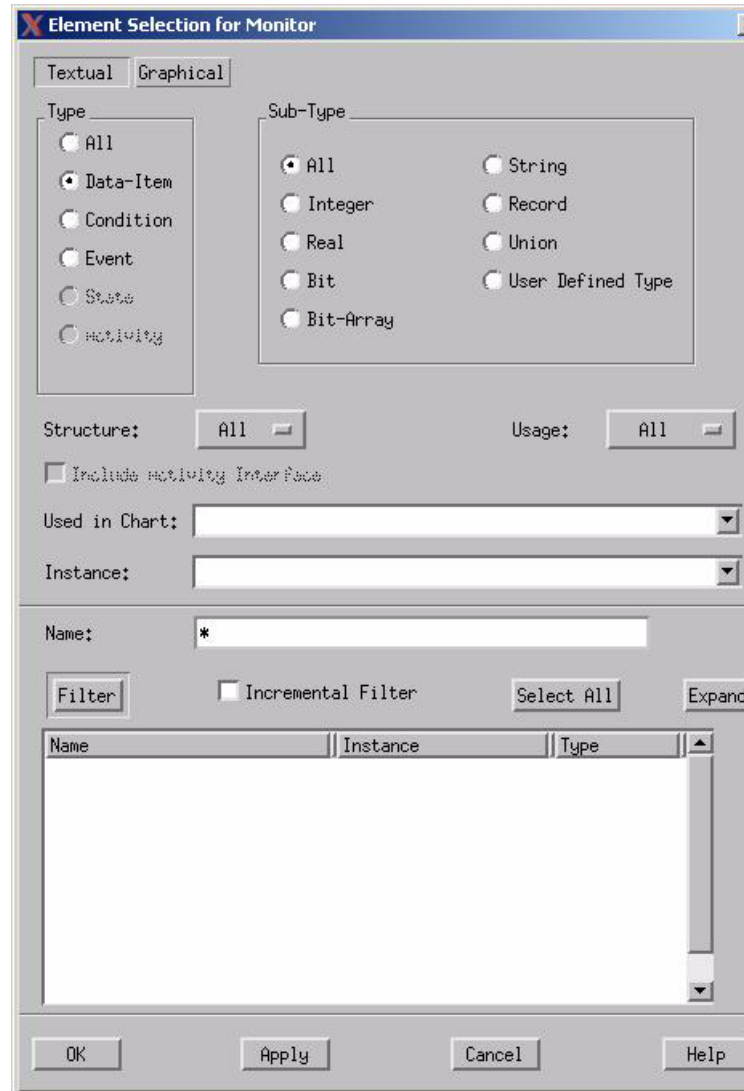 Element Selection for Monitor
Textual Graphical
Type Sub-Type
All
Data-Item
Condition
Event
State
Activity
All
Integer
Real
Bit
Bit-Array
String
Record
Union
User Defined Type
Structure: All Usage: All
Include Activity Interface
Used in Chart:
Instance:
Name: *
Filter Incremental Filter Select All Expand
Name Instance Type
OK Apply Cancel Help